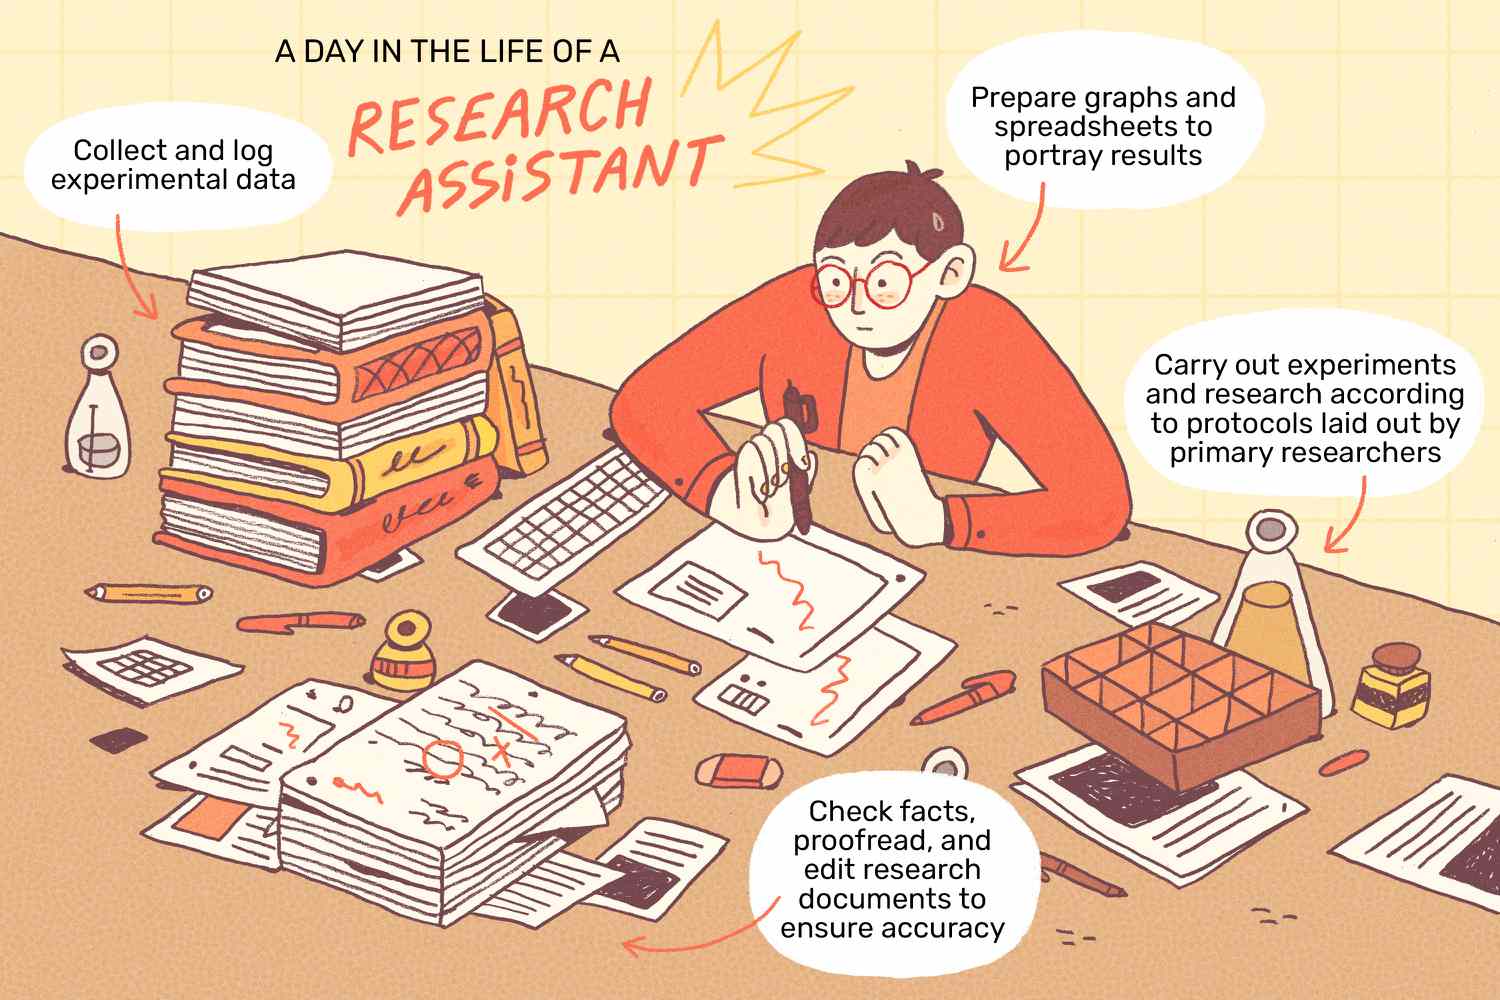 A DAY IN THE LIFE OF A
RESEARCH
ASSiSTANT
Collect and log
experimental data
Prepare graphs and
spreadsheets to
portray results
Carry out experiments
and research according
to protocols laid out by
primary researchers
Check facts,
proofread, and
edit research
documents to
ensure accuracy